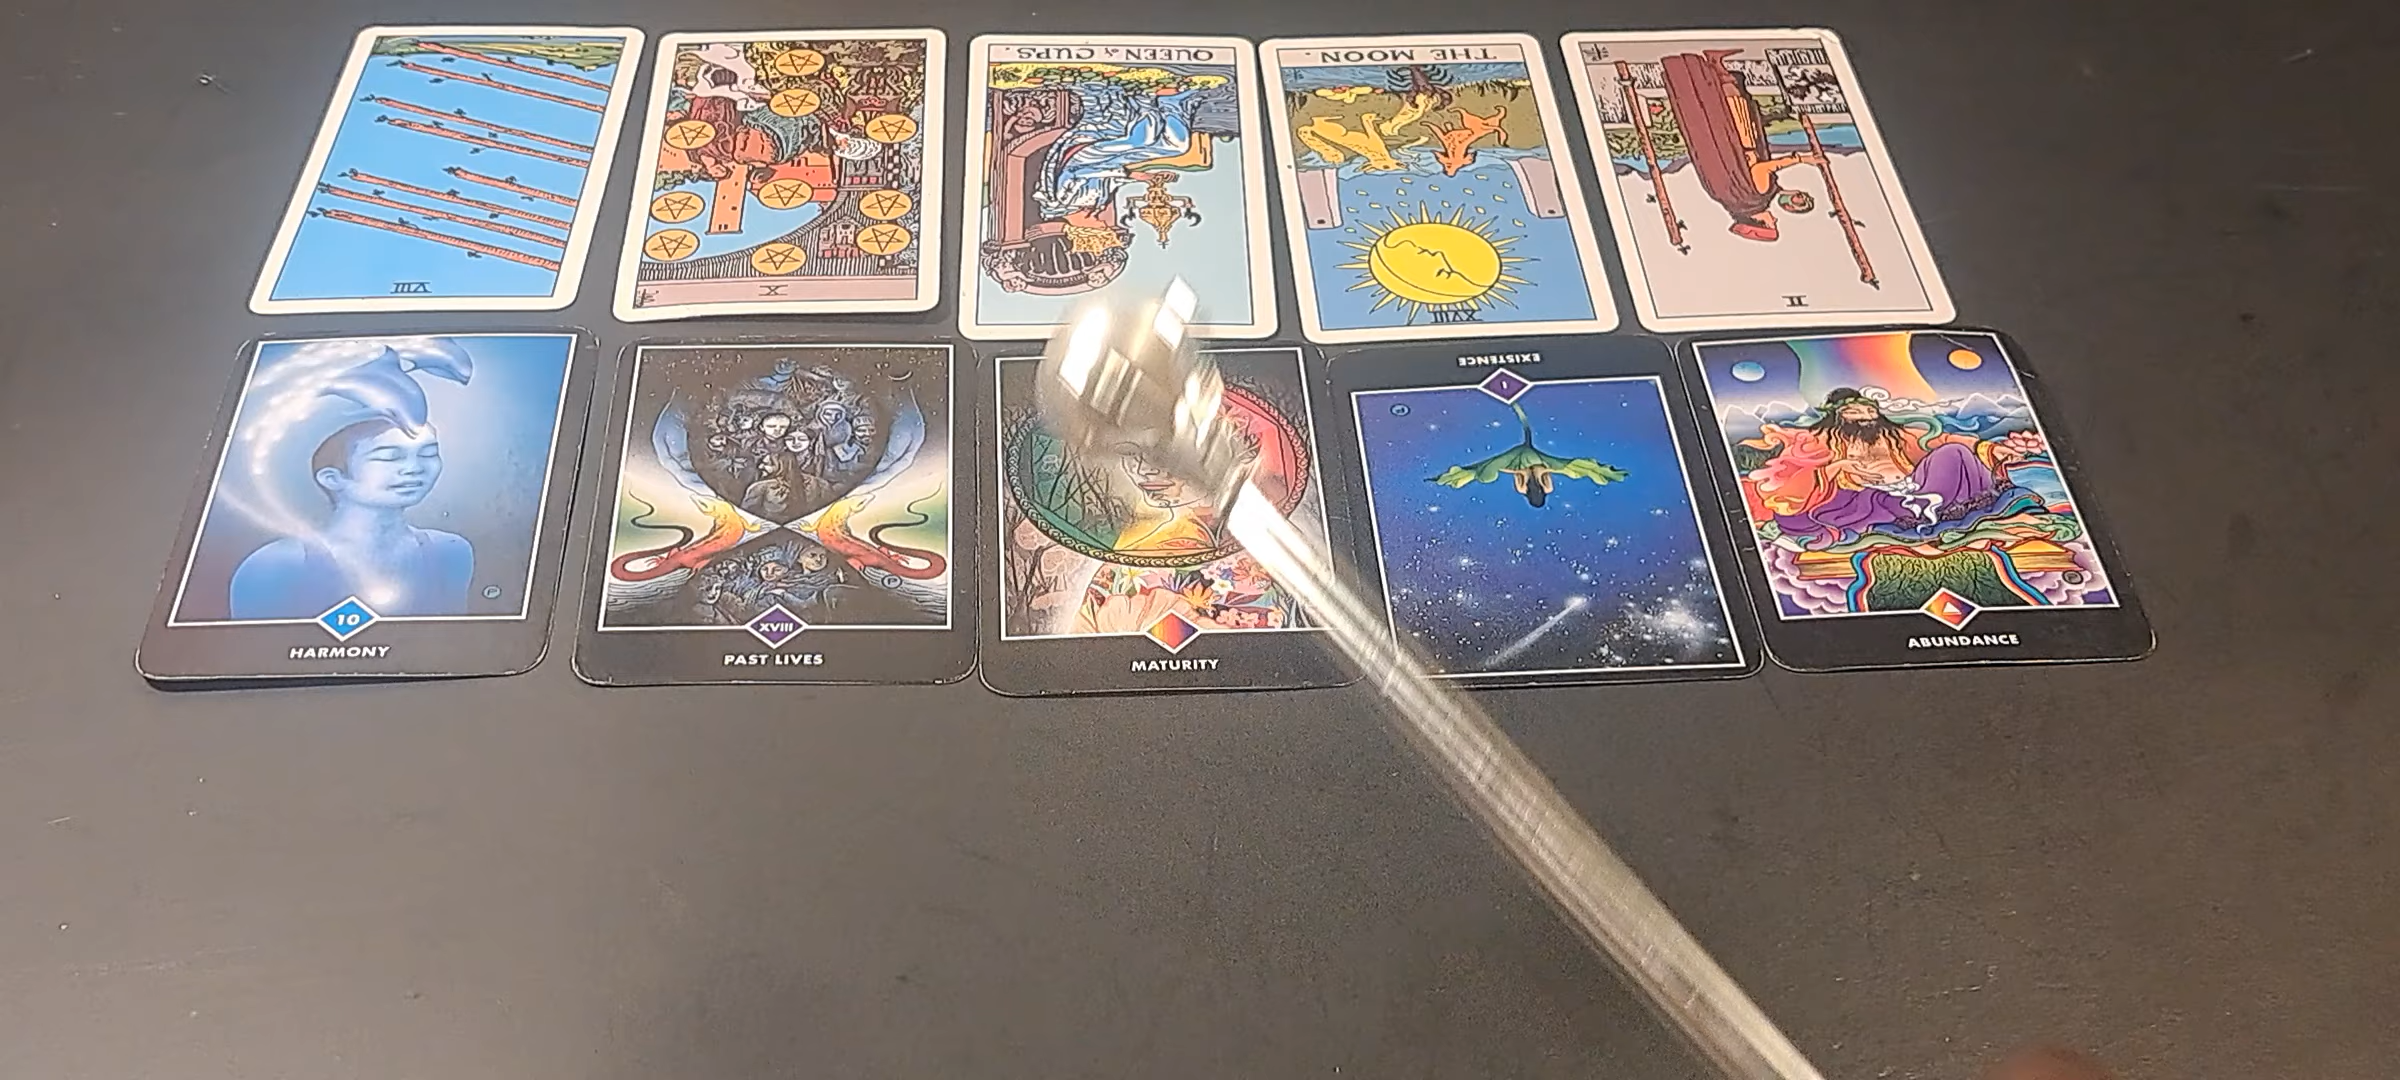 QUEEN of CUPS.
THE MOON.
VIII
X
XVIII
II
EXISTENCE
I
10
HARMONY
XVIII
PAST LIVES
MATURITY
ABUNDANCE